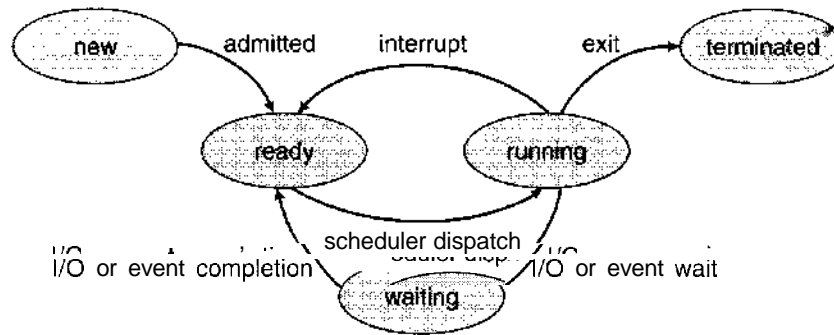 new
admitted
interrupt
exit
terminated
ready
running
scheduler dispatch
I/O or event completion
I/O or event wait
waiting